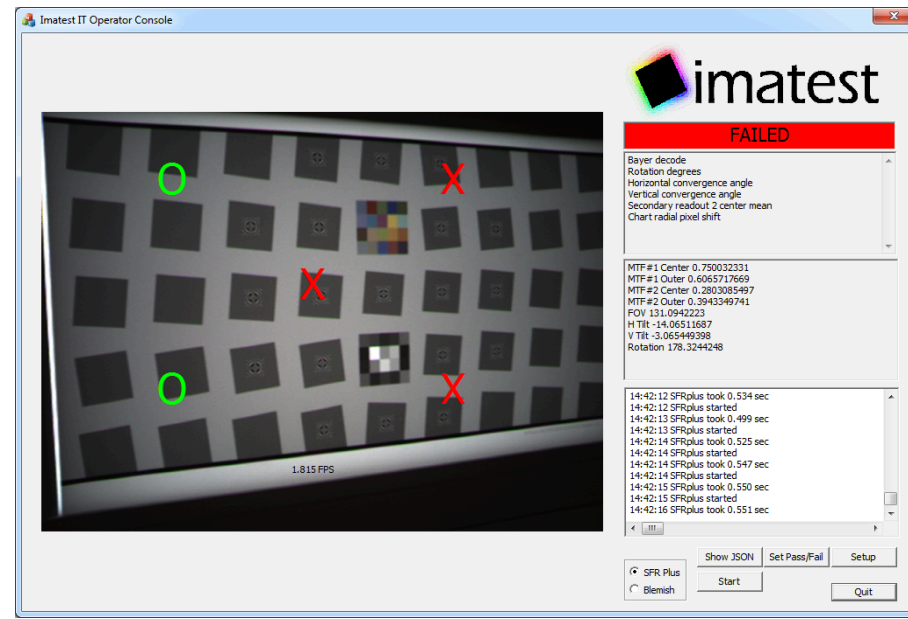 Imatest IT Operator Console
imatest
FAILED
Bayer decode
Rotation degrees
Horizontal convergence angle
Vertical convergence angle
Secondary readout 2 center mean
Chart radial pixel shift
O
X
X
O
X
1.815 FPS
MTF#1 Center 0.750032331
MTF#1 Outer 0.6065717669
MTF#2 Center 0.2803085497
MTF#2 Outer 0.3943349741
FOV 131.0942223
H Tilt -14.06511687
V Tilt -3.065449398
Rotation 178.3244248
14:42:12 SFRplus took 0.534 sec
14:42:12 SFRplus started
14:42:13 SFRplus took 0.499 sec
14:42:13 SFRplus started
14:42:14 SFRplus took 0.525 sec
14:42:14 SFRplus started
14:42:14 SFRplus took 0.547 sec
14:42:14 SFRplus started
14:42:15 SFRplus took 0.550 sec
14:42:15 SFRplus started
14:42:16 SFRplus took 0.551 sec
SFR Plus
Blemish
Show JSON
Set Pass/Fail
Setup
Start
Quit